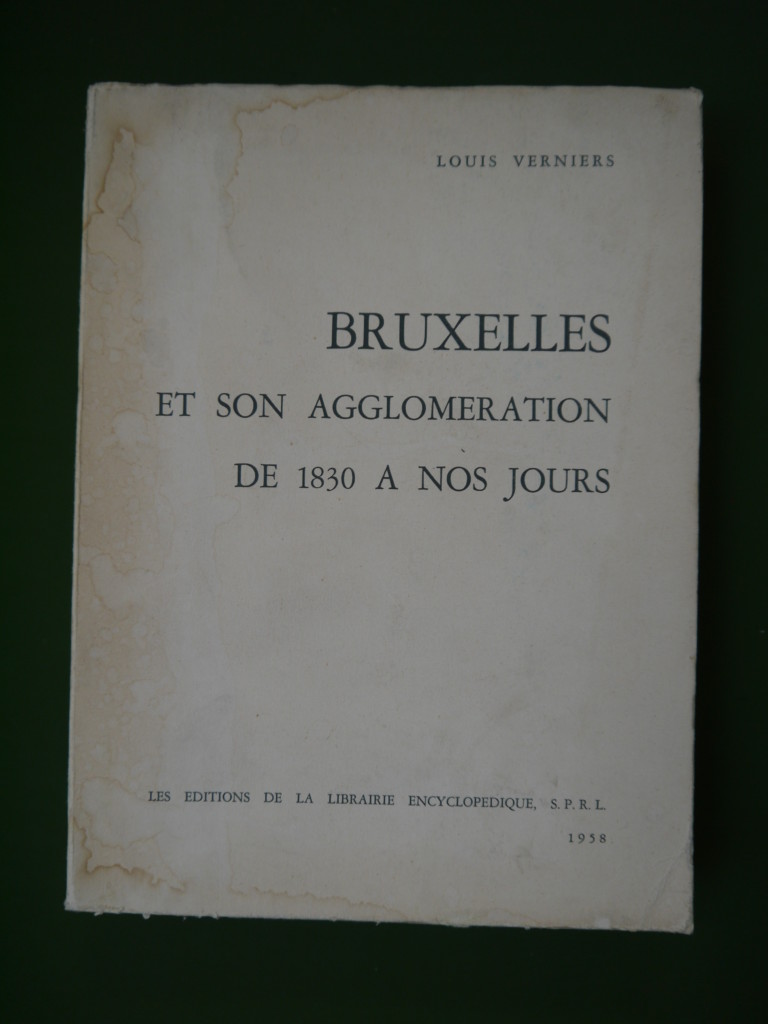 LOUIS VERNIERS
BRUXELLES
ET SON AGGLOMERATION
DE 1830 A NOS JOURS
LES EDITIONS DE LA LIBRAIRIE ENCYCLOPEDIQUE, S. P. R. L.
1958